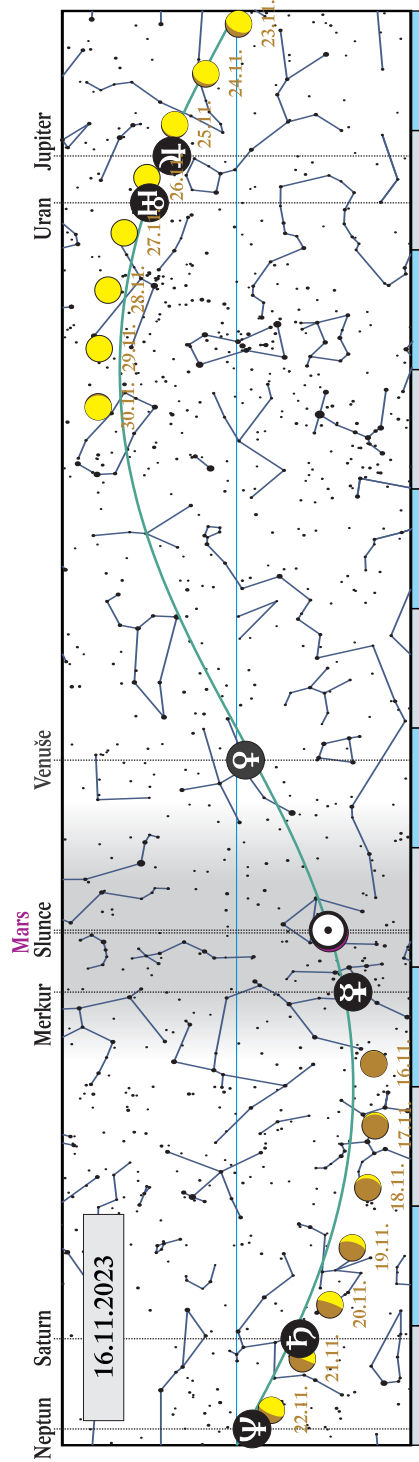 Neptun
Saturn
Merkur
Slunce
Mars
Venuše
Uran
Jupiter
16.11.2023
16.11.
17.11.
18.11.
19.11.
20.11.
21.11.
22.11.
23.11.
24.11.
25.11.
26.11.
27.11.
28.11.
29.11.
30.11.